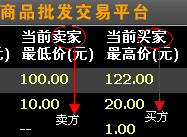 商品批发交易平台
当前卖家 当前买家
最低价(元) 最高价(元)
100.00 122.00
10.00 20.00
卖方 买方
-- 1.00